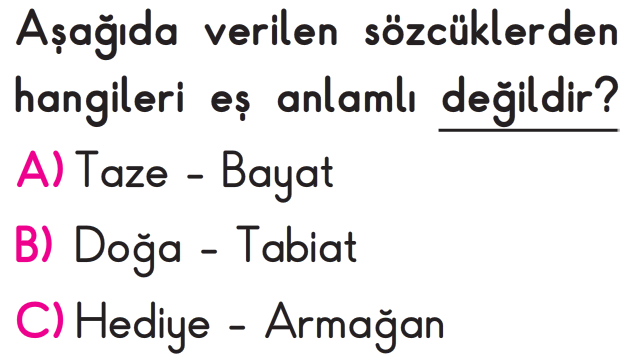 Aşağıda verilen sözcüklerden
hangileri eş anlamlı değildir?
A) Taze - Bayat
B) Doğa - Tabiat
C) Hediye - Armağan